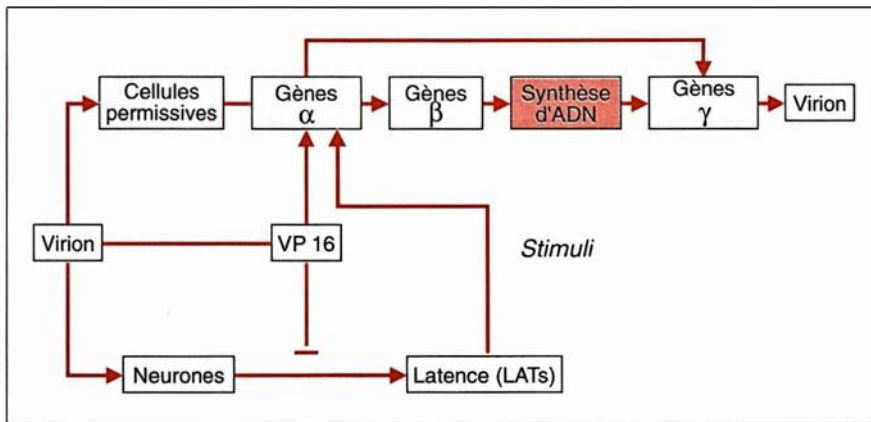 Cellules
permissives
Gènes
α
Gènes
β
Synthèse
d'ADN
Gènes
γ
Virion
Virion
VP 16
Stimuli
Neurones
Latence (LATs)